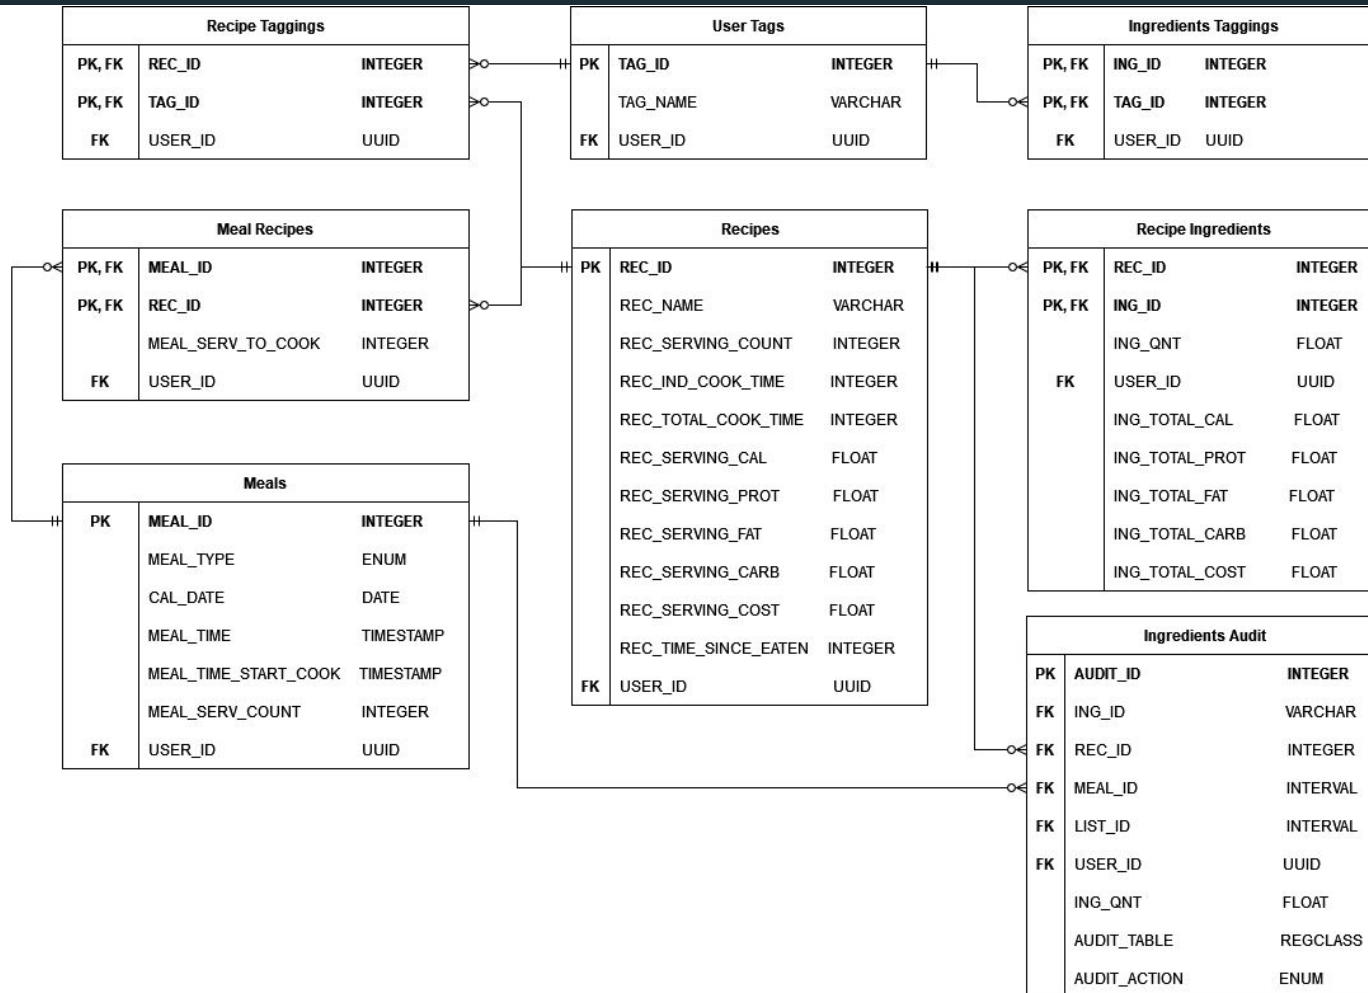 Recipe Taggings
PK, FK REC_ID INTEGER
PK, FK TAG_ID INTEGER
FK USER_ID UUID
User Tags
PK TAG_ID INTEGER
TAG_NAME VARCHAR
FK USER_ID UUID
Ingredients Taggings
PK, FK ING_ID INTEGER
PK, FK TAG_ID INTEGER
FK USER_ID UUID
Meal Recipes
PK, FK MEAL_ID INTEGER
PK, FK REC_ID INTEGER
MEAL_SERV_TO_COOK INTEGER
FK USER_ID UUID
Recipes
PK REC_ID INTEGER
REC_NAME VARCHAR
REC_SERVING_COUNT INTEGER
REC_IND_COOK_TIME INTEGER
REC_TOTAL_COOK_TIME INTEGER
REC_SERVING_CAL FLOAT
REC_SERVING_PROT FLOAT
REC_SERVING_FAT FLOAT
REC_SERVING_CARB FLOAT
REC_SERVING_COST FLOAT
REC_TIME_SINCE_EATEN INTEGER
FK USER_ID UUID
Recipe Ingredients
PK, FK REC_ID INTEGER
PK, FK ING_ID INTEGER
ING_QNT FLOAT
FK USER_ID UUID
ING_TOTAL_CAL FLOAT
ING_TOTAL_PROT FLOAT
ING_TOTAL_FAT FLOAT
ING_TOTAL_CARB FLOAT
ING_TOTAL_COST FLOAT
Meals
PK MEAL_ID INTEGER
MEAL_TYPE ENUM
CAL_DATE DATE
MEAL_TIME TIMESTAMP
MEAL_TIME_START_COOK TIMESTAMP
MEAL_SERV_COUNT INTEGER
FK USER_ID UUID
Ingredients Audit
PK AUDIT_ID INTEGER
FK ING_ID VARCHAR
FK REC_ID INTEGER
FK MEAL_ID INTERVAL
FK LIST_ID INTERVAL
FK USER_ID UUID
ING_QNT FLOAT
AUDIT_TABLE REGCLASS
AUDIT_ACTION ENUM